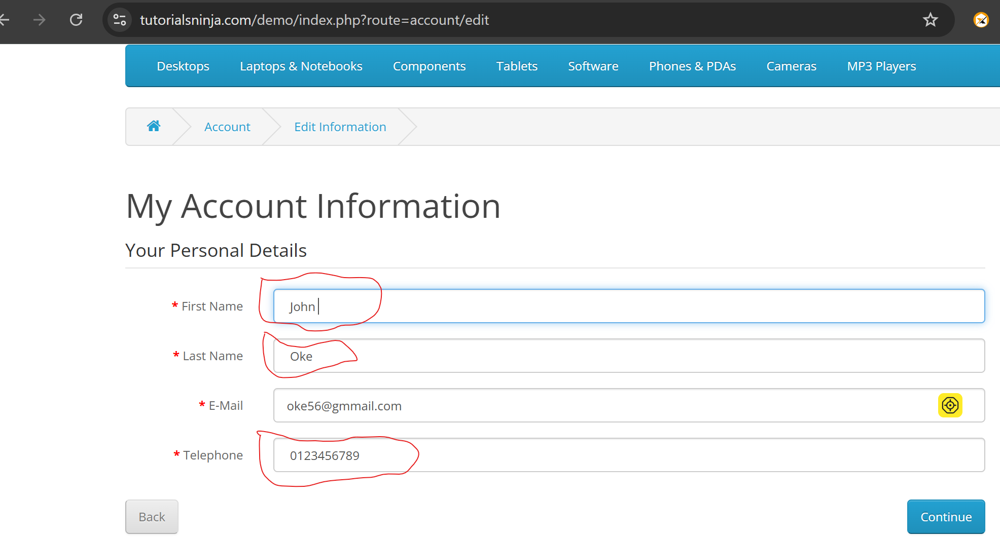 tutorialsninja.com/demo/index.php?route=account/edit
Desktops Laptops & Notebooks Components Tablets Software Phones & PDAs Cameras MP3 Players
Account Edit Information
My Account Information
Your Personal Details
* First Name John
* Last Name Oke
* E-Mail oke56@gmmail.com
* Telephone 0123456789
Back Continue